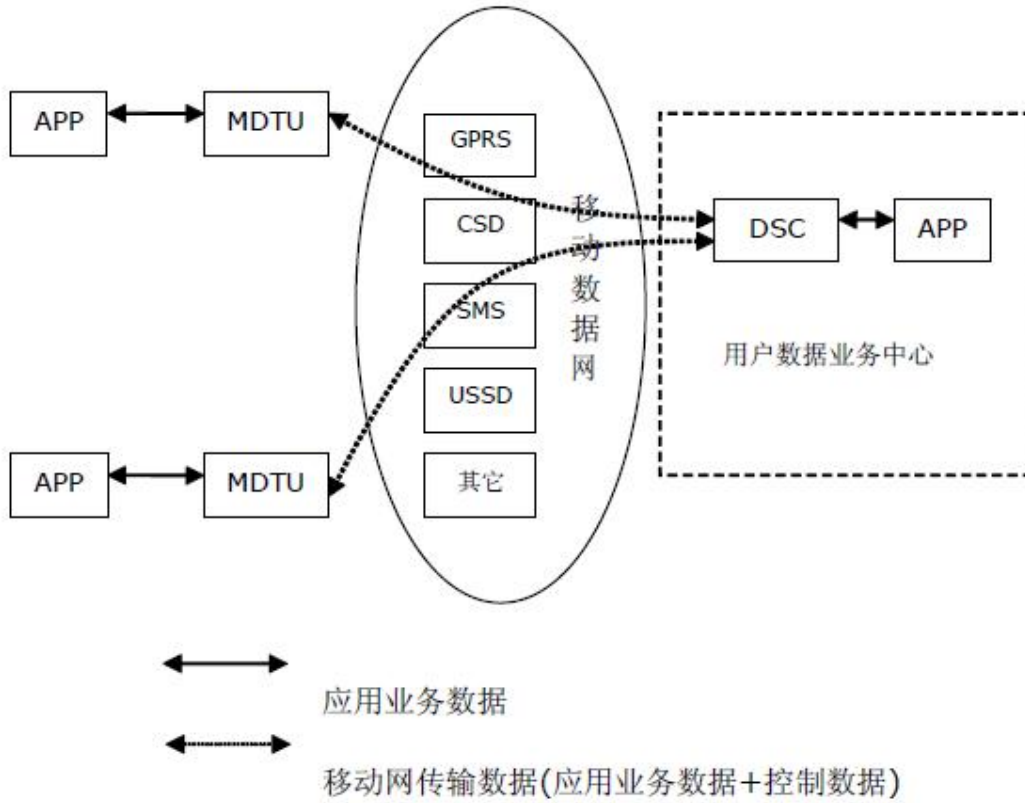 APP
MDTU
GPRS
CSD
SMS
USSD
其它
移动数据网
DSC
APP
用户数据业务中心
APP
MDTU
应用业务数据
移动网传输数据(应用业务数据+控制数据)